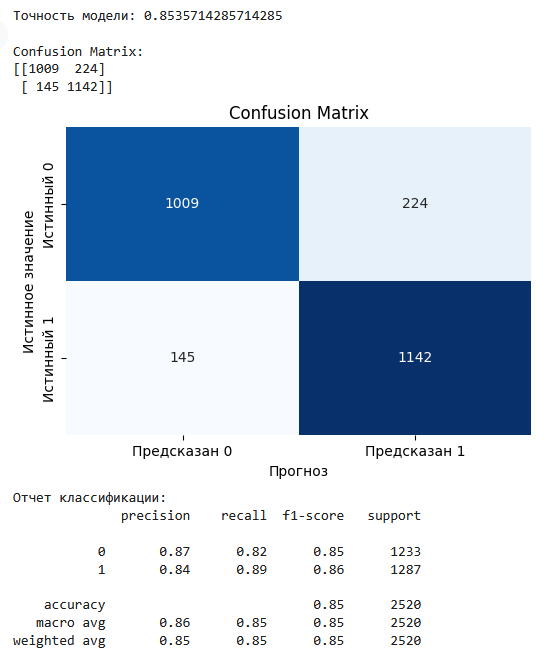 Точность модели: 0.8535714285714285
Confusion Matrix:
[[1009  224]
 [ 145 1142]]
Confusion Matrix
Истинное значение
Истинный 0
1009
224
Истинный 1
145
1142
Предсказан 0
Предсказан 1
Прогноз
Отчет классификации:
              precision    recall  f1-score   support
           0       0.87      0.82      0.85      1233
           1       0.84      0.89      0.86      1287
    accuracy                           0.85      2520
   macro avg       0.86      0.85      0.85      2520
weighted avg       0.85      0.85      0.85      2520